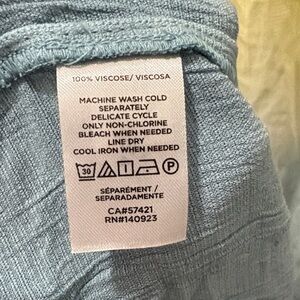 100% VISCOSE/ VISCOSA
MACHINE WASH COLD
SEPARATELY
DELICATE CYCLE
ONLY NON-CHLORINE
BLEACH WHEN NEEDED
LINE DRY
COOL IRON WHEN NEEDED
30 P
SÉPARÉMENT /
SEPARADAMENTE
CA#57421
RN#140923